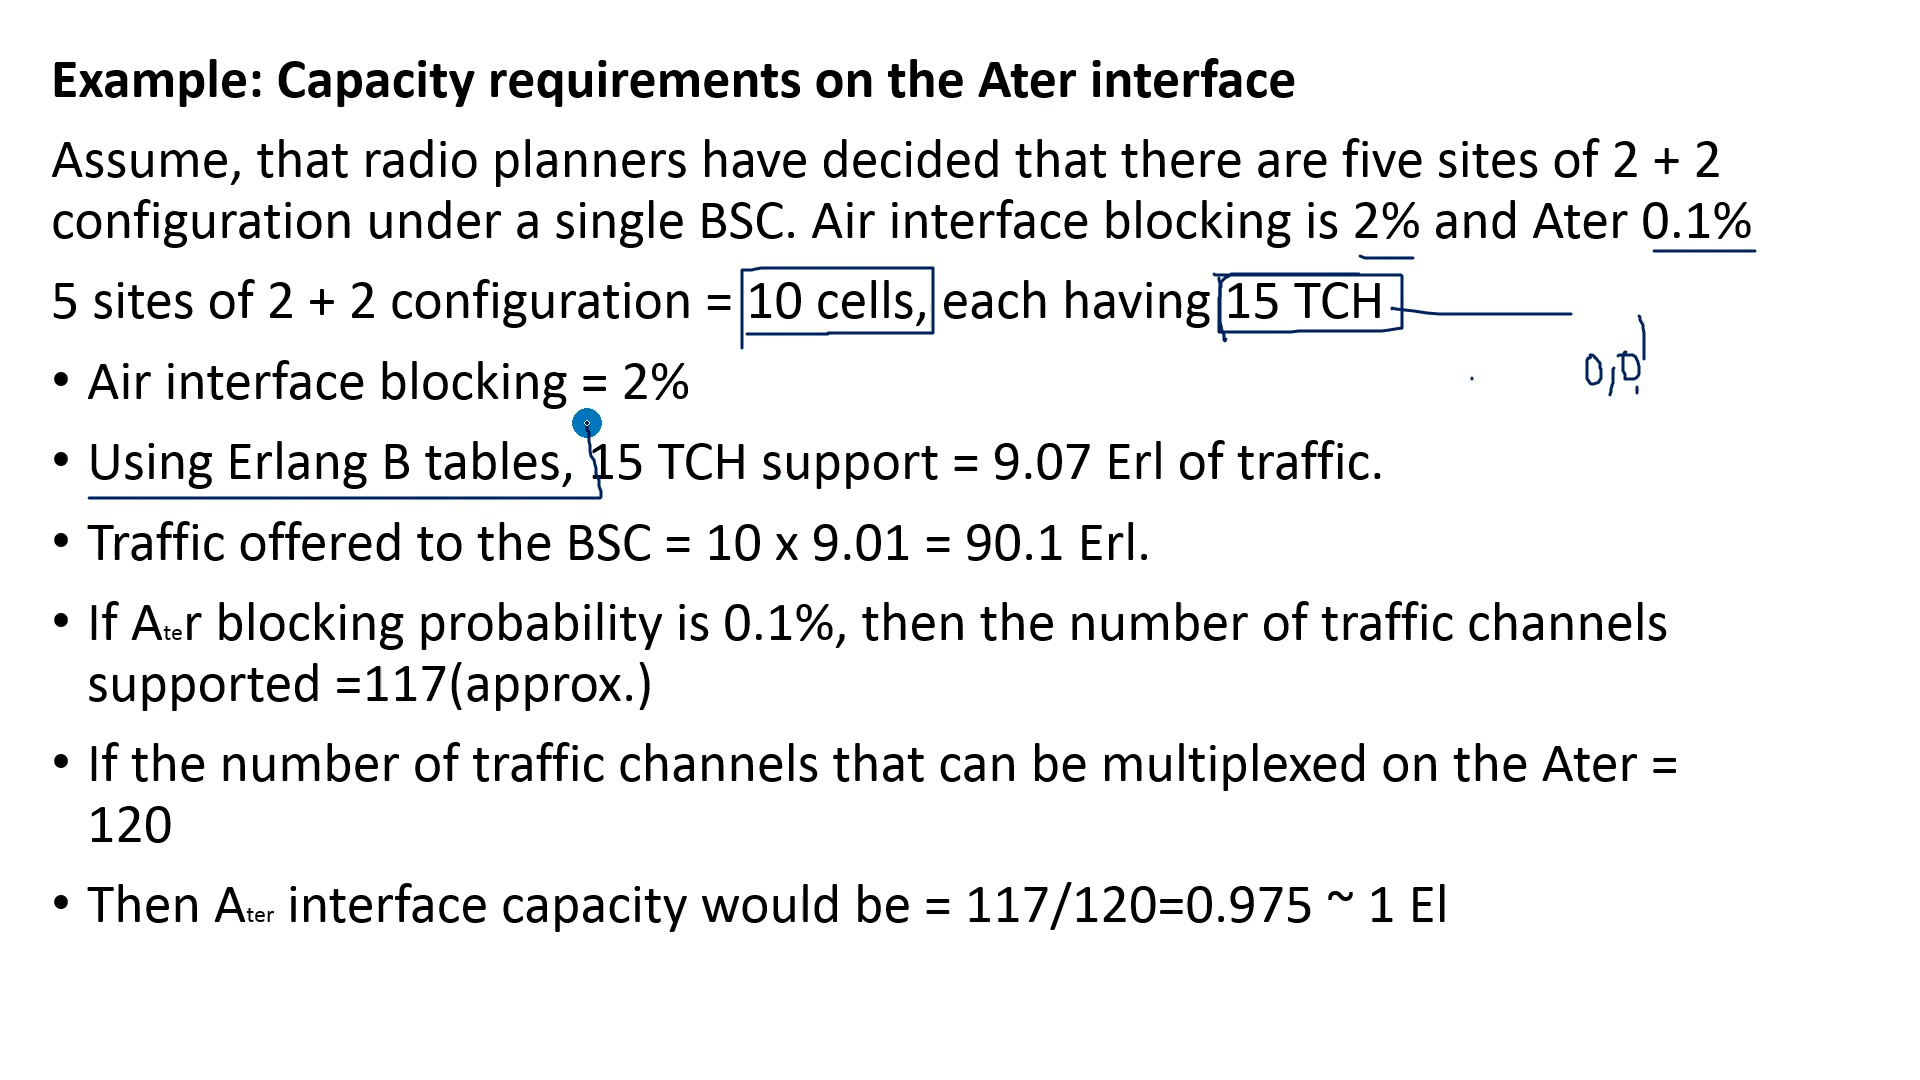 Example: Capacity requirements on the Ater interface
Assume, that radio planners have decided that there are five sites of 2 + 2
configuration under a single BSC. Air interface blocking is 2% and Ater 0.1%
5 sites of 2 + 2 configuration = 10 cells, each having 15 TCH
• Air interface blocking = 2%
• Using Erlang B tables, 15 TCH support = 9.07 Erl of traffic.
• Traffic offered to the BSC = 10 x 9.01 = 90.1 Erl.
• If Ater blocking probability is 0.1%, then the number of traffic channels
supported =117(approx.)
• If the number of traffic channels that can be multiplexed on the Ater =
120
• Then Ater interface capacity would be = 117/120=0.975 ~ 1 El